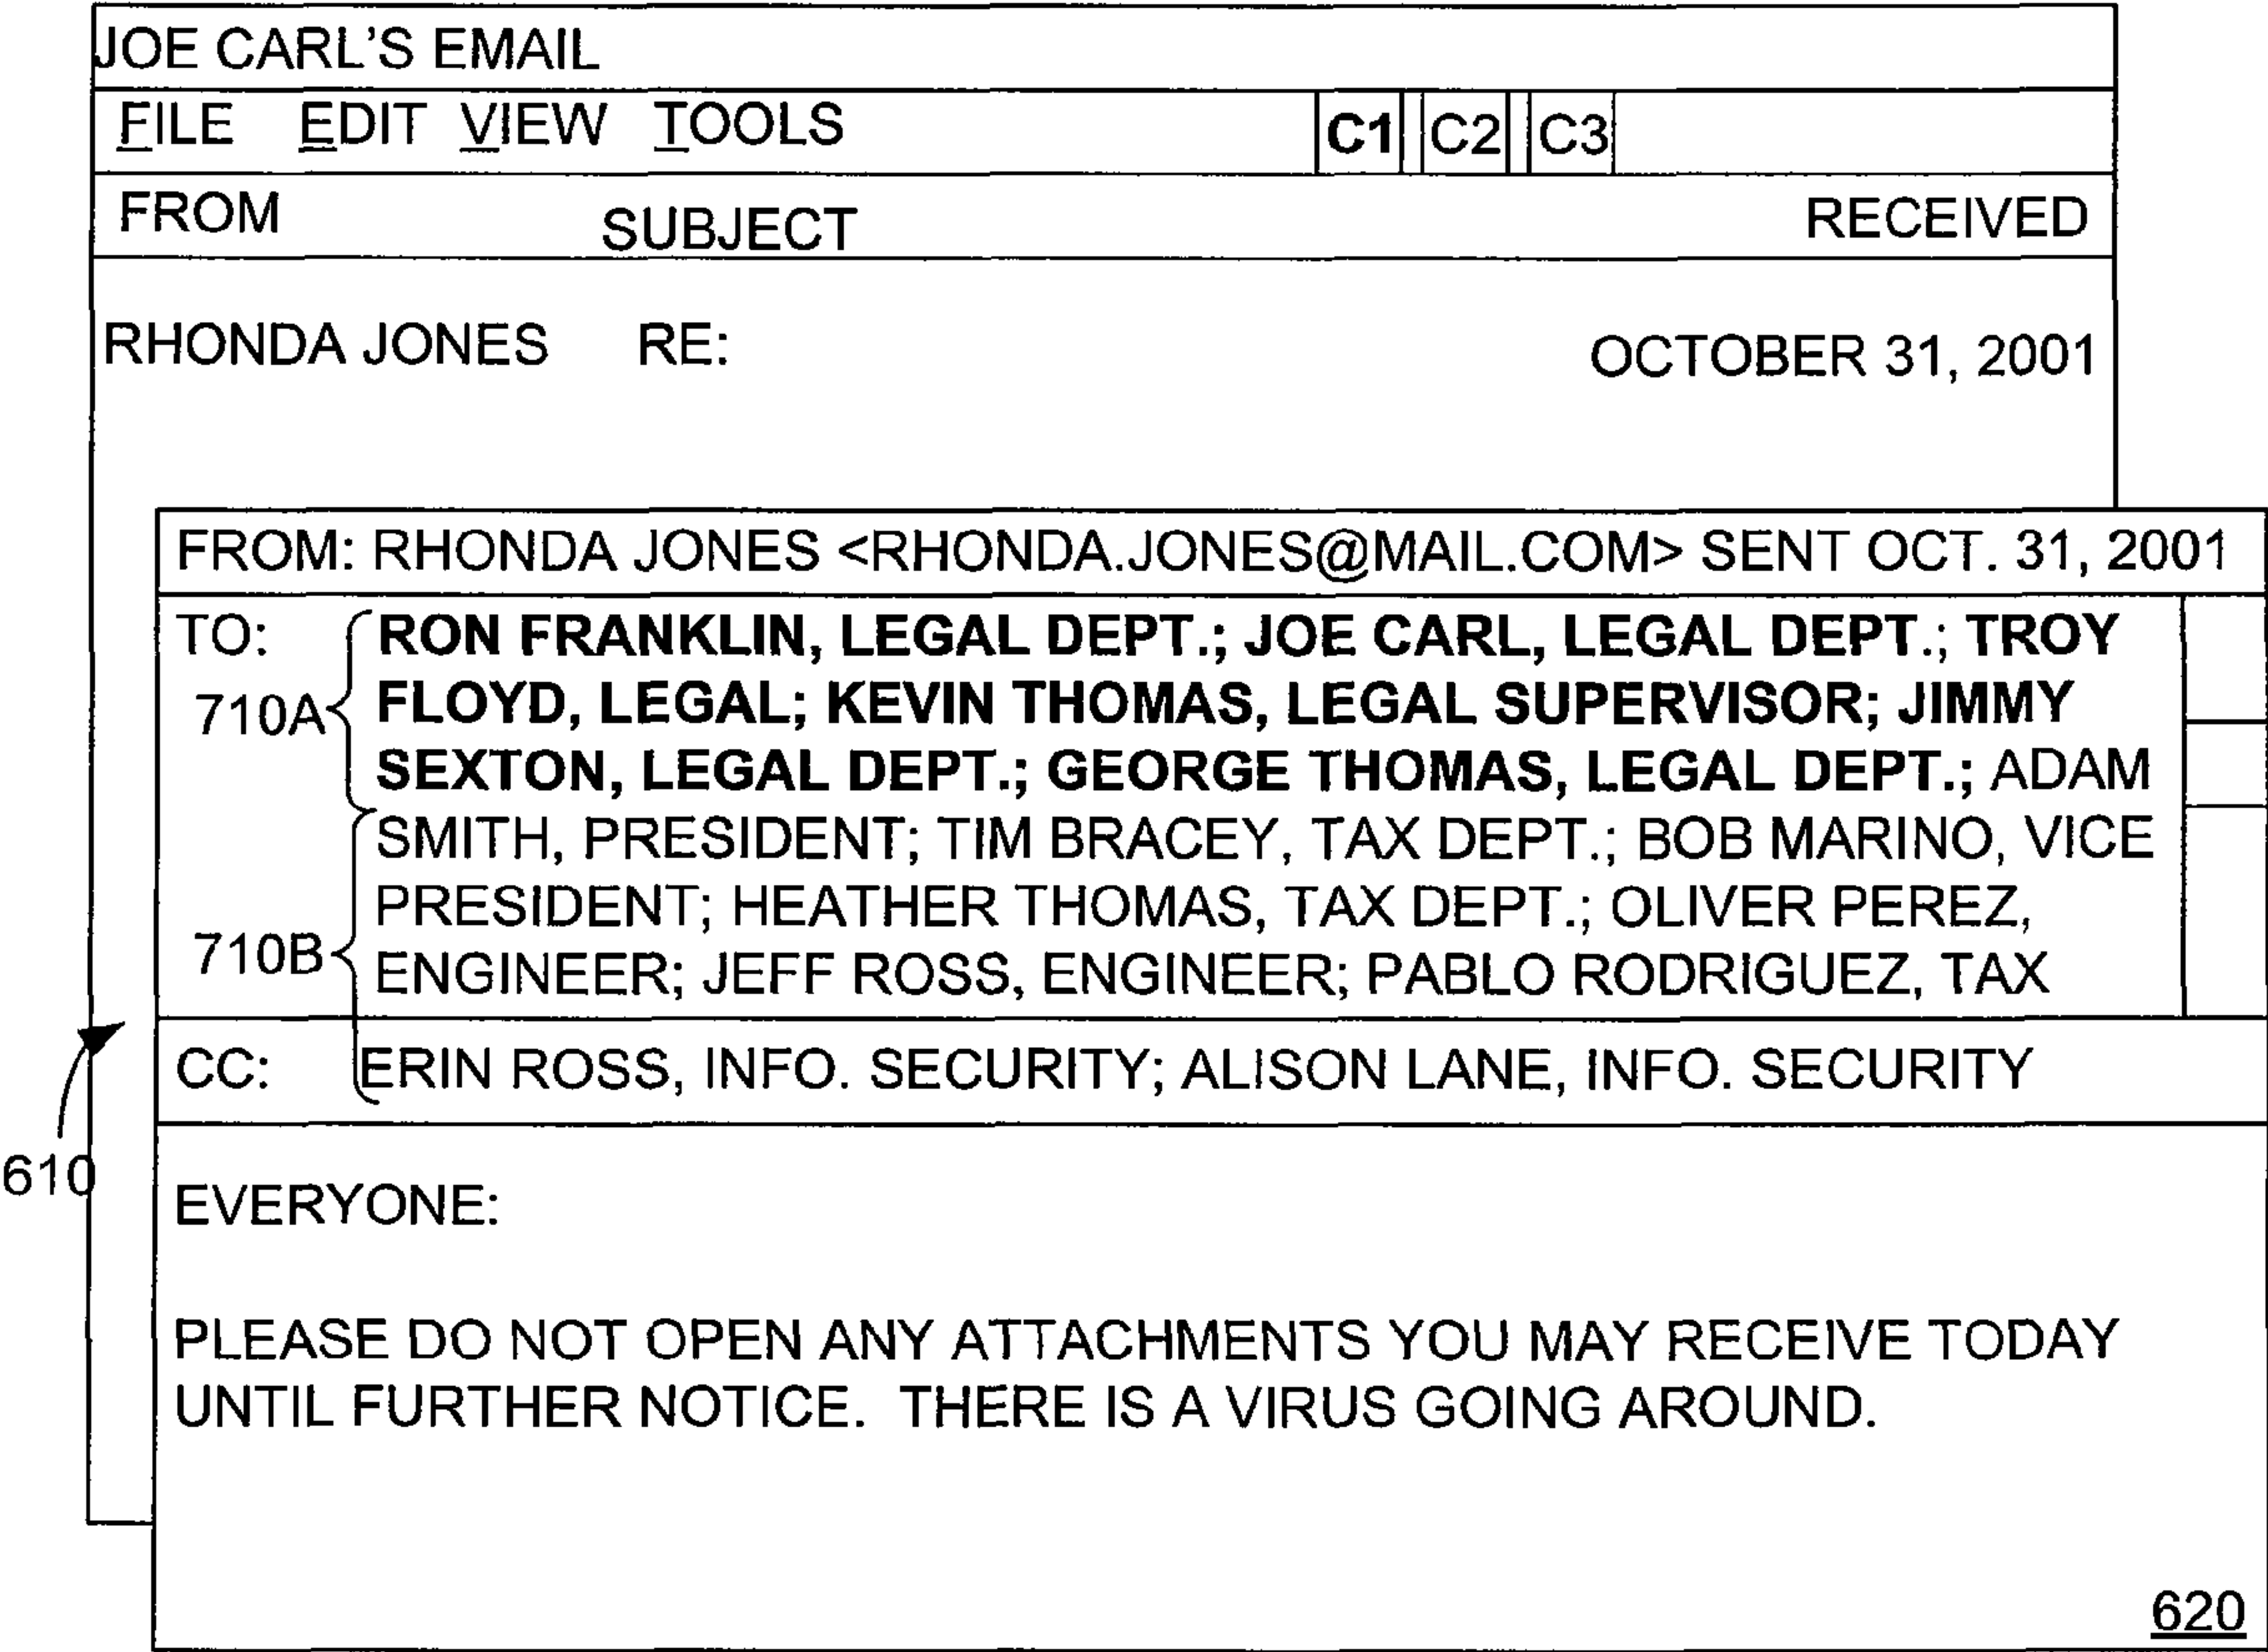 JOE CARL'S EMAIL
FILE EDIT VIEW TOOLS C1 C2 C3
FROM SUBJECT RECEIVED
RHONDA JONES RE: OCTOBER 31, 2001
FROM: RHONDA JONES <RHONDA.JONES@MAIL.COM> SENT OCT. 31, 2001
TO: RON FRANKLIN, LEGAL DEPT.; JOE CARL, LEGAL DEPT.; TROY
710A FLOYD, LEGAL; KEVIN THOMAS, LEGAL SUPERVISOR; JIMMY
SEXTON, LEGAL DEPT.; GEORGE THOMAS, LEGAL DEPT.; ADAM
SMITH, PRESIDENT; TIM BRACEY, TAX DEPT.; BOB MARINO, VICE
PRESIDENT; HEATHER THOMAS, TAX DEPT.; OLIVER PEREZ,
710B ENGINEER; JEFF ROSS, ENGINEER; PABLO RODRIGUEZ, TAX
CC: ERIN ROSS, INFO. SECURITY; ALISON LANE, INFO. SECURITY
610
EVERYONE:
PLEASE DO NOT OPEN ANY ATTACHMENTS YOU MAY RECEIVE TODAY
UNTIL FURTHER NOTICE. THERE IS A VIRUS GOING AROUND.
620